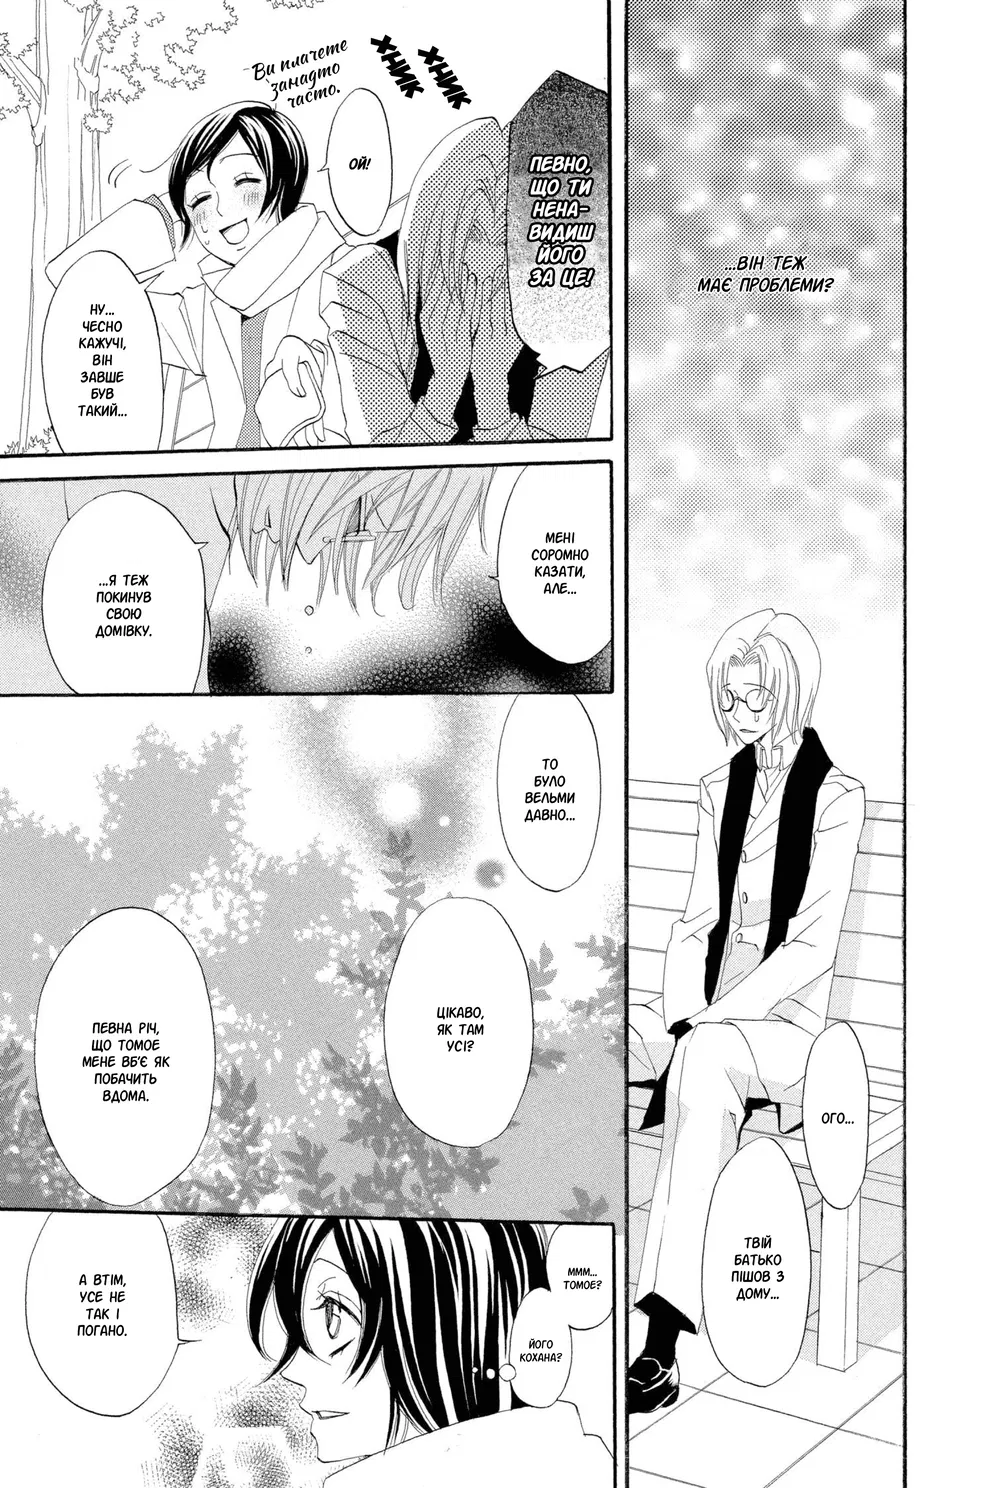 ...ВІН ТЕЖ
МАЄ ПРОБЛЕМИ?
ОГО...
ТВІЙ
БАТЬКО
ПІШОВ З
ДОМУ...
ПЕВНО,
ЩО ТИ
НЕНА-
ВИДИШ
ЙОГО
ЗА ЦЕ!
ХНИК
ХНИК
Ви плачете
занадто
часто.
ОЙ!
НУ...
ЧЕСНО
КАЖУЧІ,
ВІН
ЗАВШЕ
БУВ
ТАКИЙ...
МЕНІ
СОРОМНО
КАЗАТИ,
АЛЕ...
...Я ТЕЖ
ПОКИНУВ
СВОЮ
ДОМІВКУ.
ТО
БУЛО
ВЕЛЬМИ
ДАВНО...
ЦІКАВО,
ЯК ТАМ
УСІ?
ПЕВНА РІЧ,
ЩО ТОМОЕ
МЕНЕ ВБ'Є ЯК
ПОБАЧИТЬ
ВДОМА.
МММ...
ТОМОЕ?
ЙОГО
КОХАНА?
А ВТІМ,
УСЕ НЕ
ТАК І
ПОГАНО.